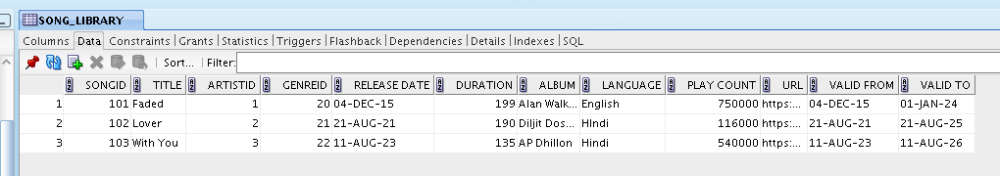 SONG_LIBRARY
Columns Data Constraints Grants Statistics Triggers Flashback Dependencies Details Indexes SQL
Sort... Filter:
SONGID TITLE ARTISTID GENREID RELEASE DATE DURATION ALBUM LANGUAGE PLAY COUNT URL VALID FROM VALID TO
1 101 Faded 1 20 04-DEC-15 199 Alan Walk... English 750000 https:... 04-DEC-15 01-JAN-24
2 102 Lover 2 21 21-AUG-21 190 Diljit Dos... HIndi 116000 https:... 21-AUG-21 21-AUG-25
3 103 With You 3 22 11-AUG-23 135 AP Dhillon Hindi 540000 https:... 11-AUG-23 11-AUG-26